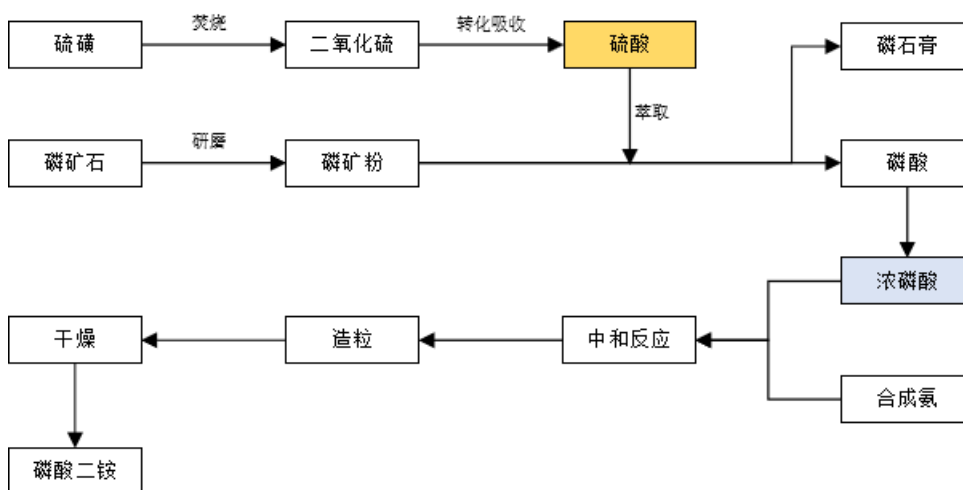 硫磺
焚烧
二氧化硫
转化吸收
硫酸
磷石膏
萃取
磷矿石
研磨
磷矿粉
磷酸
浓磷酸
干燥
造粒
中和反应
合成氨
磷酸二铵